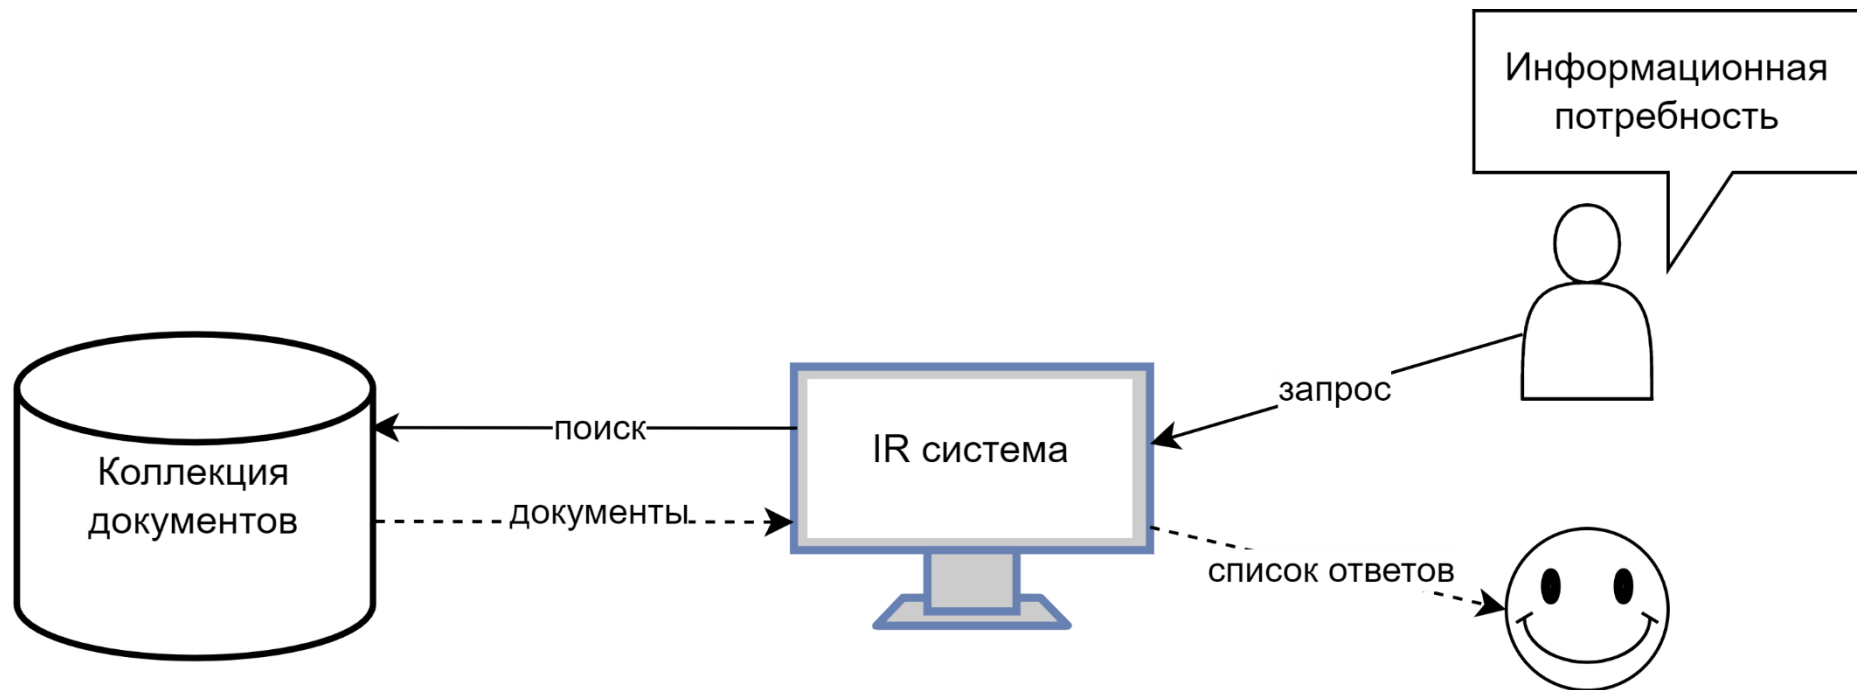 Информационная
потребность
запрос
поиск
IR система
Коллекция
документов
документы
список ответов